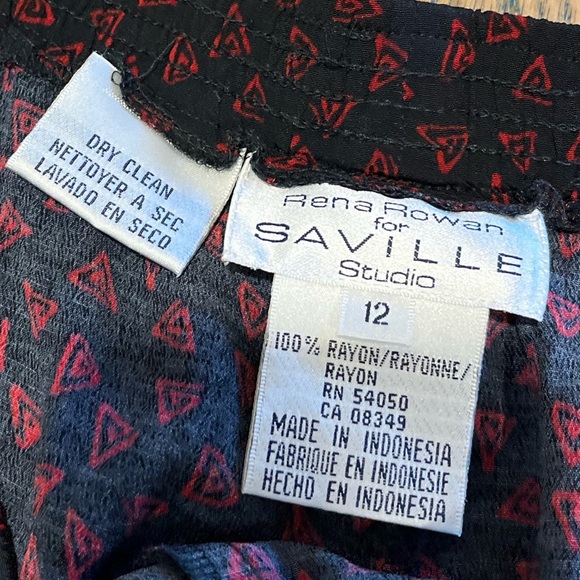 DRY CLEAN
NETTOYER A SEC
LAVADO EN SECO
Rena Rowan
for
SAVILLE
Studio
12
100% RAYON/RAYONNE/
RAYON
RN 54050
CA 08349
MADE IN INDONESIA
FABRIQUE EN INDONESIE
HECHO EN INDONESIA